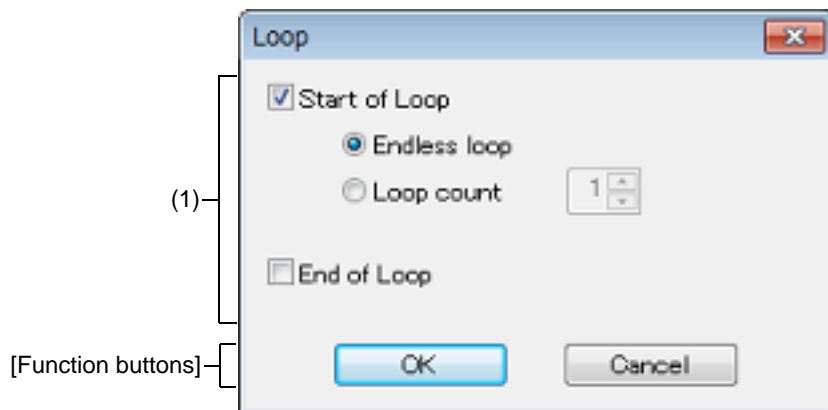 Loop
Start of Loop
Endless loop
Loop count 1
(1)
End of Loop
[Function buttons]
OK Cancel